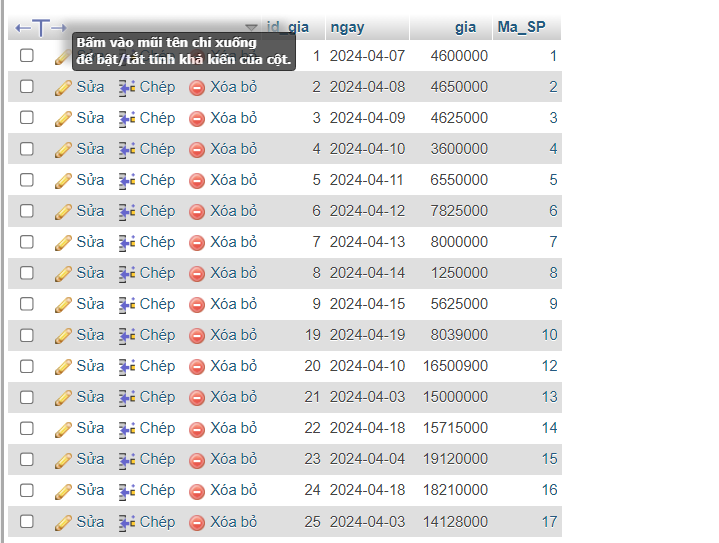 id_gia ngay gia Ma_SP
Bấm vào mũi tên chỉ xuống
để bật/tắt tính khả kiến của cột.
1 2024-04-07 4600000 1
Sửa Chép Xóa bỏ 2 2024-04-08 4650000 2
Sửa Chép Xóa bỏ 3 2024-04-09 4625000 3
Sửa Chép Xóa bỏ 4 2024-04-10 3600000 4
Sửa Chép Xóa bỏ 5 2024-04-11 6550000 5
Sửa Chép Xóa bỏ 6 2024-04-12 7825000 6
Sửa Chép Xóa bỏ 7 2024-04-13 8000000 7
Sửa Chép Xóa bỏ 8 2024-04-14 1250000 8
Sửa Chép Xóa bỏ 9 2024-04-15 5625000 9
Sửa Chép Xóa bỏ 19 2024-04-19 8039000 10
Sửa Chép Xóa bỏ 20 2024-04-10 16500900 12
Sửa Chép Xóa bỏ 21 2024-04-03 15000000 13
Sửa Chép Xóa bỏ 22 2024-04-18 15715000 14
Sửa Chép Xóa bỏ 23 2024-04-04 19120000 15
Sửa Chép Xóa bỏ 24 2024-04-18 18210000 16
Sửa Chép Xóa bỏ 25 2024-04-03 14128000 17